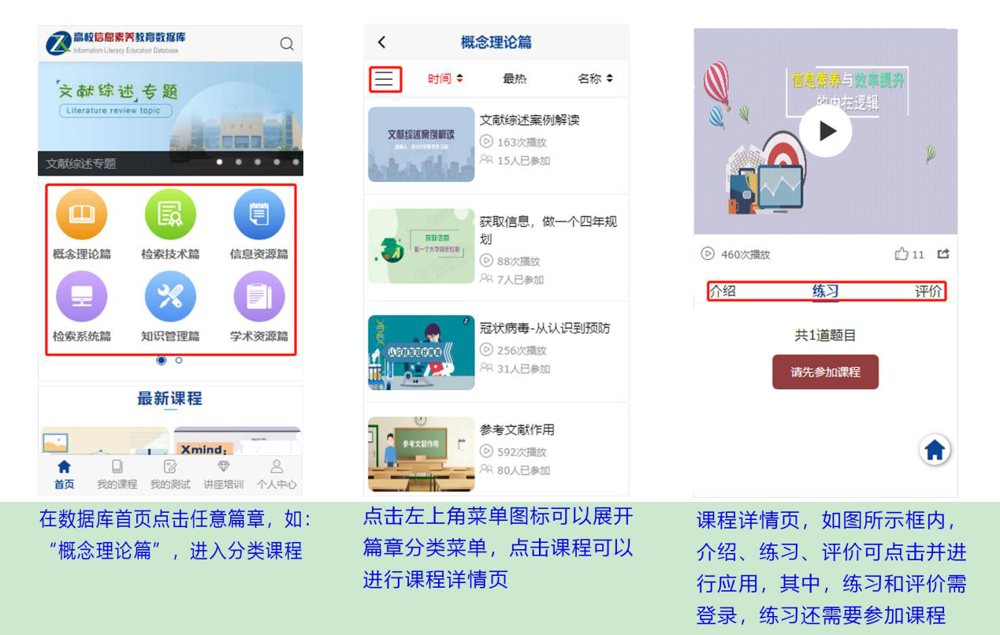 高校信息素养教育数据库
Information Literacy Education Database
文献综述专题
Literature review topic
文献综述专题
概念理论篇
检索技术篇
信息资源篇
检索系统篇
知识管理篇
学术资源篇
最新课程
Xmind:
首页
我的课程
我的测试
讲座培训
个人中心
在数据库首页点击任意篇章，如：
“概念理论篇”，进入分类课程
概念理论篇
时间
最热
名称
文献综述案例解读
文献综述案例解读
163次播放
15人已参加
获取信息
获取信息，做一个四年规
划
88次播放
7人已参加
冠状病毒-从认识到预防
256次播放
31人已参加
参考文献作用
参考文献作用
592次播放
80人已参加
点击左上角菜单图标可以展开
篇章分类菜单，点击课程可以
进行课程详情页
信息素养与效率提升
的内在逻辑
460次播放
11
介绍
练习
评价
共1道题目
请先参加课程
课程详情页，如图所示框内，
介绍、练习、评价可点击并进
行应用，其中，练习和评价需
登录，练习还需要参加课程